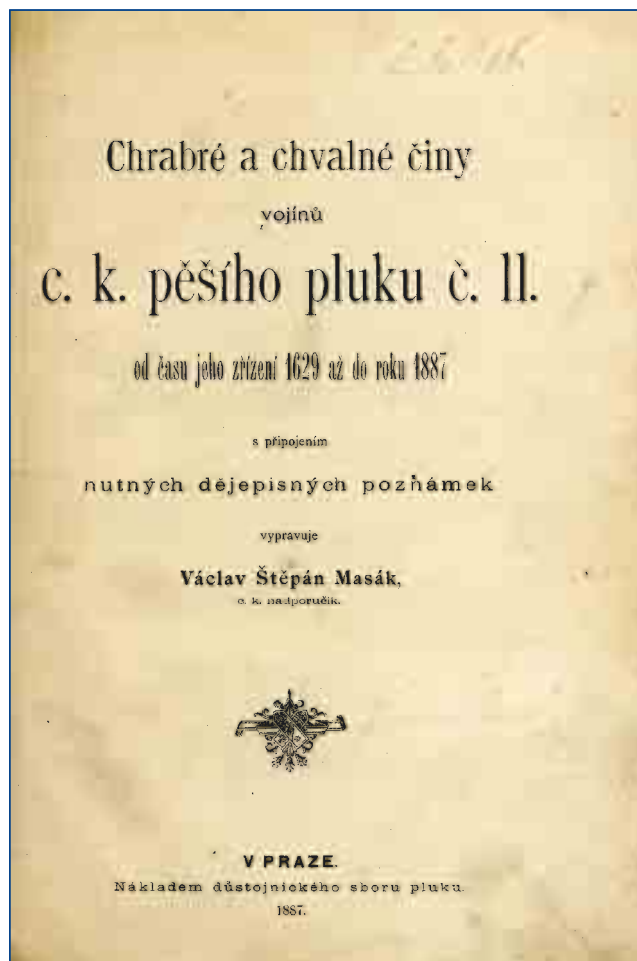 Chrabré a chvalné činy
vojínů
c. k. pěšího pluku č. 11.
od času jeho zřízení 1629 až do roku 1887
s připojením
nutných dějepisných poznámek
vypravuje
Václav Štěpán Masák,
c. k. nadporučík.
V PRAZE.
Nákladem důstojnického sboru pluku.
1887.